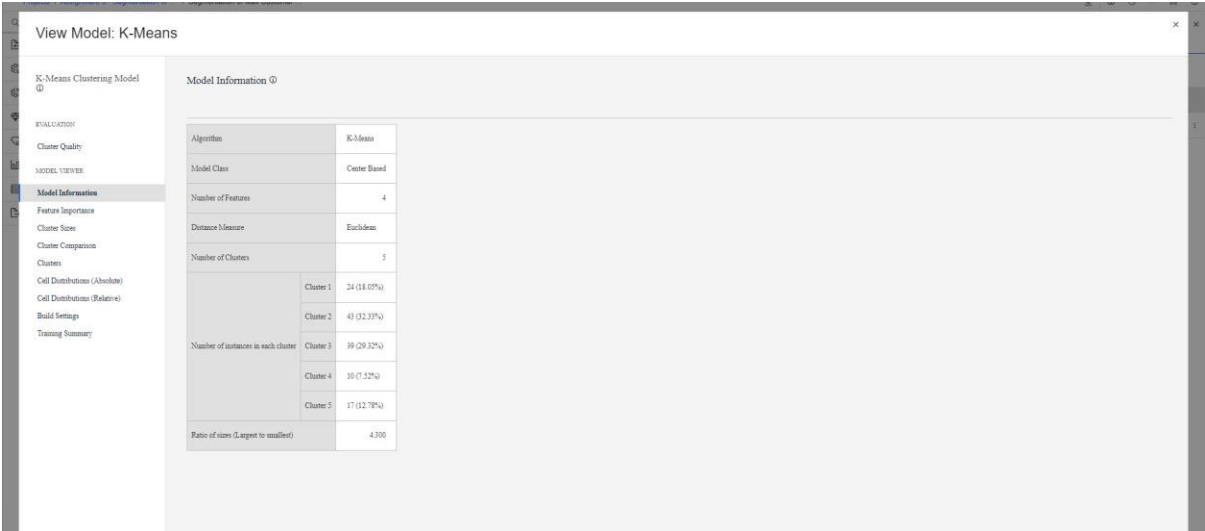 View Model: K-Means
× ×
K-Means Clustering Model
EVALUATION
Cluster Quality
MODEL VIEWER
Model Information
Feature Importance
Cluster Sizes
Cluster Comparison
Clusters
Cell Distributions (Absolute)
Cell Distributions (Relative)
Build Settings
Training Summary
Model Information
Algorithm K-Means
Model Class Center Based
Number of Features 4
Distance Measure Euclidean
Number of Clusters 5
Number of instances in each cluster
Cluster 1 24 (18.05%)
Cluster 2 43 (32.33%)
Cluster 3 39 (29.32%)
Cluster 4 10 (7.52%)
Cluster 5 17 (12.78%)
Ratio of sizes (Largest to smallest) 4.300